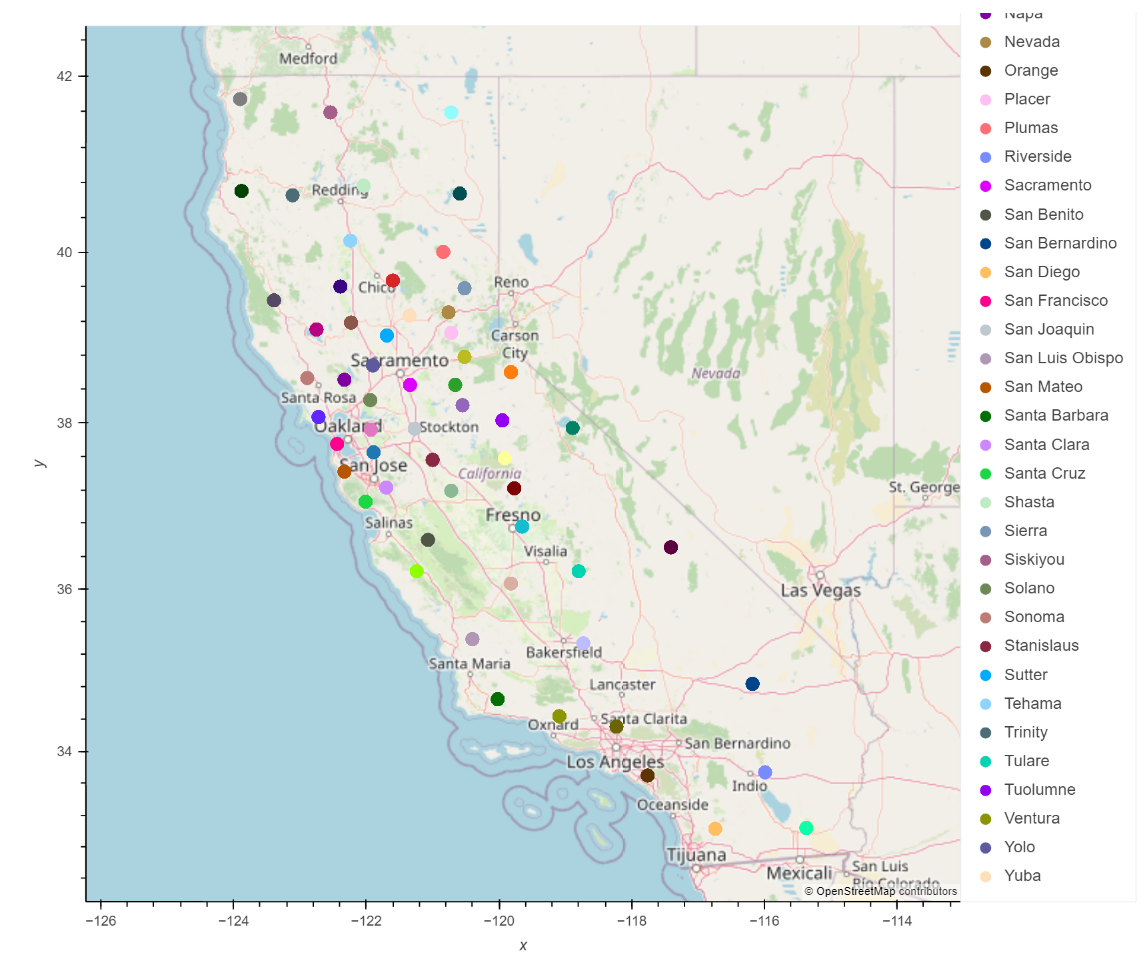 Napa
Nevada
Orange
Placer
Plumas
Riverside
Sacramento
San Benito
San Bernardino
San Diego
San Francisco
San Joaquin
San Luis Obispo
San Mateo
Santa Barbara
Santa Clara
Santa Cruz
Shasta
Sierra
Siskiyou
Solano
Sonoma
Stanislaus
Sutter
Tehama
Trinity
Tulare
Tuolumne
Ventura
Yolo
Yuba
Medford
Redding
Chico
Reno
Carson
City
Sacramento
Nevada
Santa Rosa
Oakland
Stockton
San Jose
California
St. George
Fresno
Salinas
Visalia
Las Vegas
Bakersfield
Santa Maria
Lancaster
Oxnard
Santa Clarita
San Bernardino
Los Angeles
Indio
Oceanside
Tijuana
Mexicali
San Luis
Río Colorado
© OpenStreetMap contributors
42
40
38
36
34
y
−126
−124
−122
−120
−118
−116
−114
x